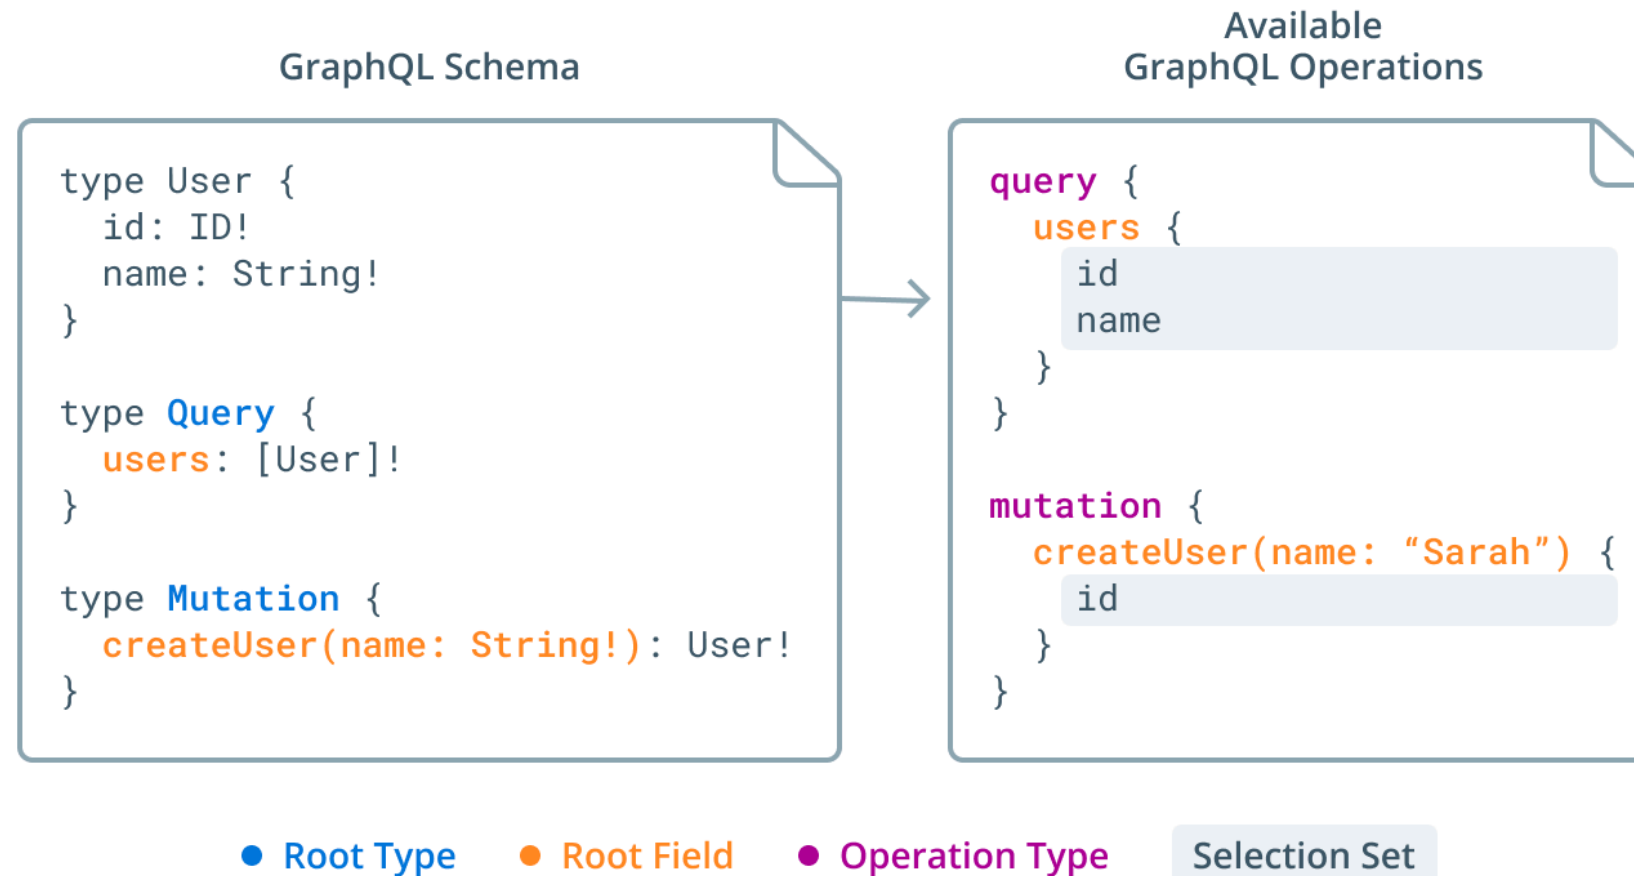 GraphQL Schema
type User {
  id: ID!
  name: String!
}
type Query {
  users: [User]!
}
type Mutation {
  createUser(name: String!): User!
}
Available
GraphQL Operations
query {
  users {
    id
    name
  }
}
mutation {
  createUser(name: “Sarah”) {
    id
  }
}
Root Type
Root Field
Operation Type
Selection Set